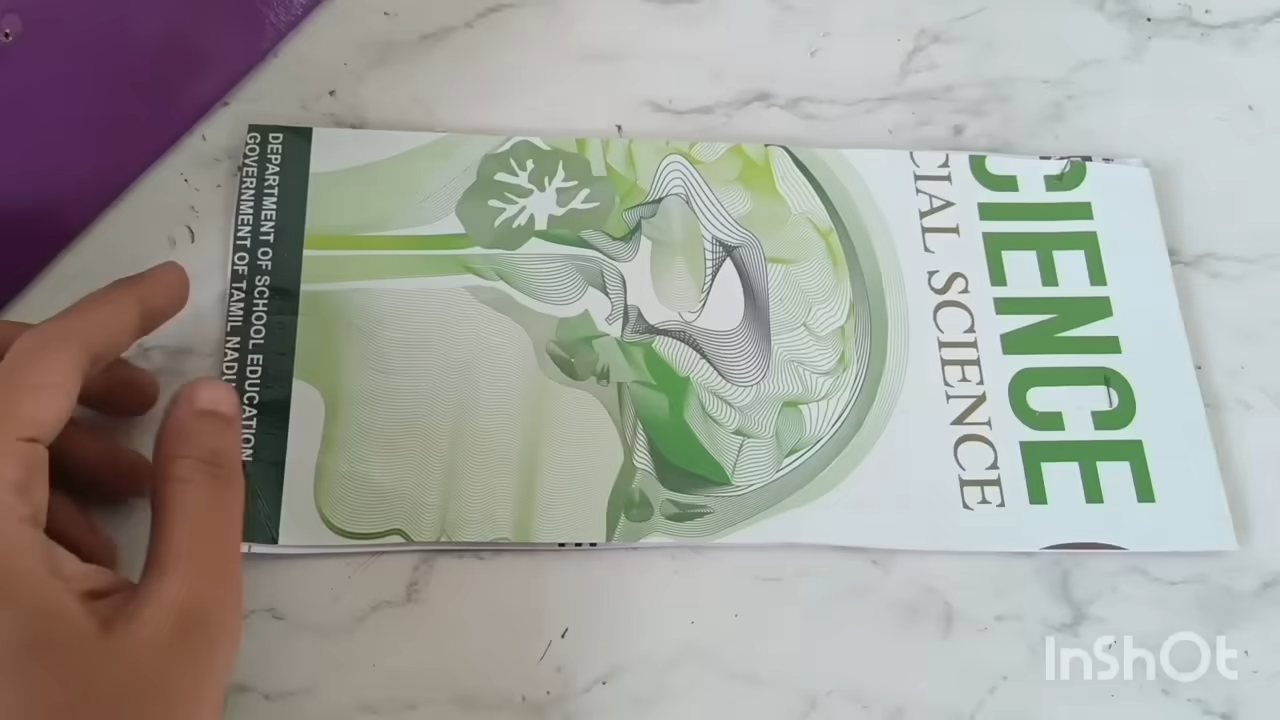 CIENCE
CIAL SCIENCE
DEPARTMENT OF SCHOOL EDUCATION
GOVERNMENT OF TAMIL NADU
InShOt